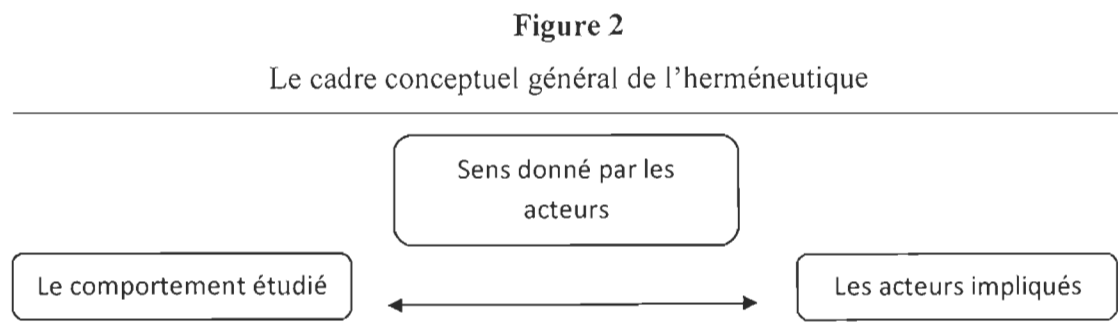 Figure 2
Le cadre conceptuel général de l'herméneutique
Sens donné par les
acteurs
Le comportement étudié
Les acteurs impliqués